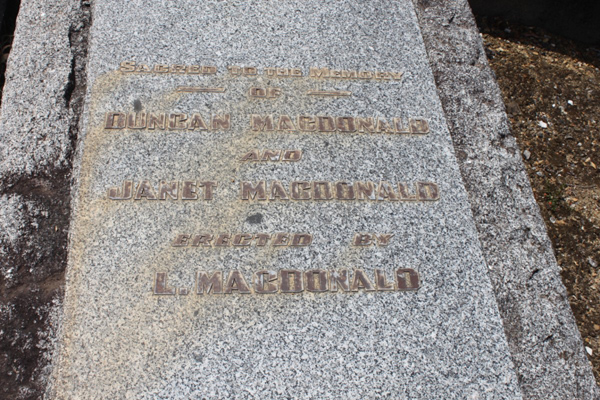 Sacred to the Memory
OF
DUNCAN MACDONALD
AND
JANET MACDONALD
ERECTED BY
L. MACDONALD